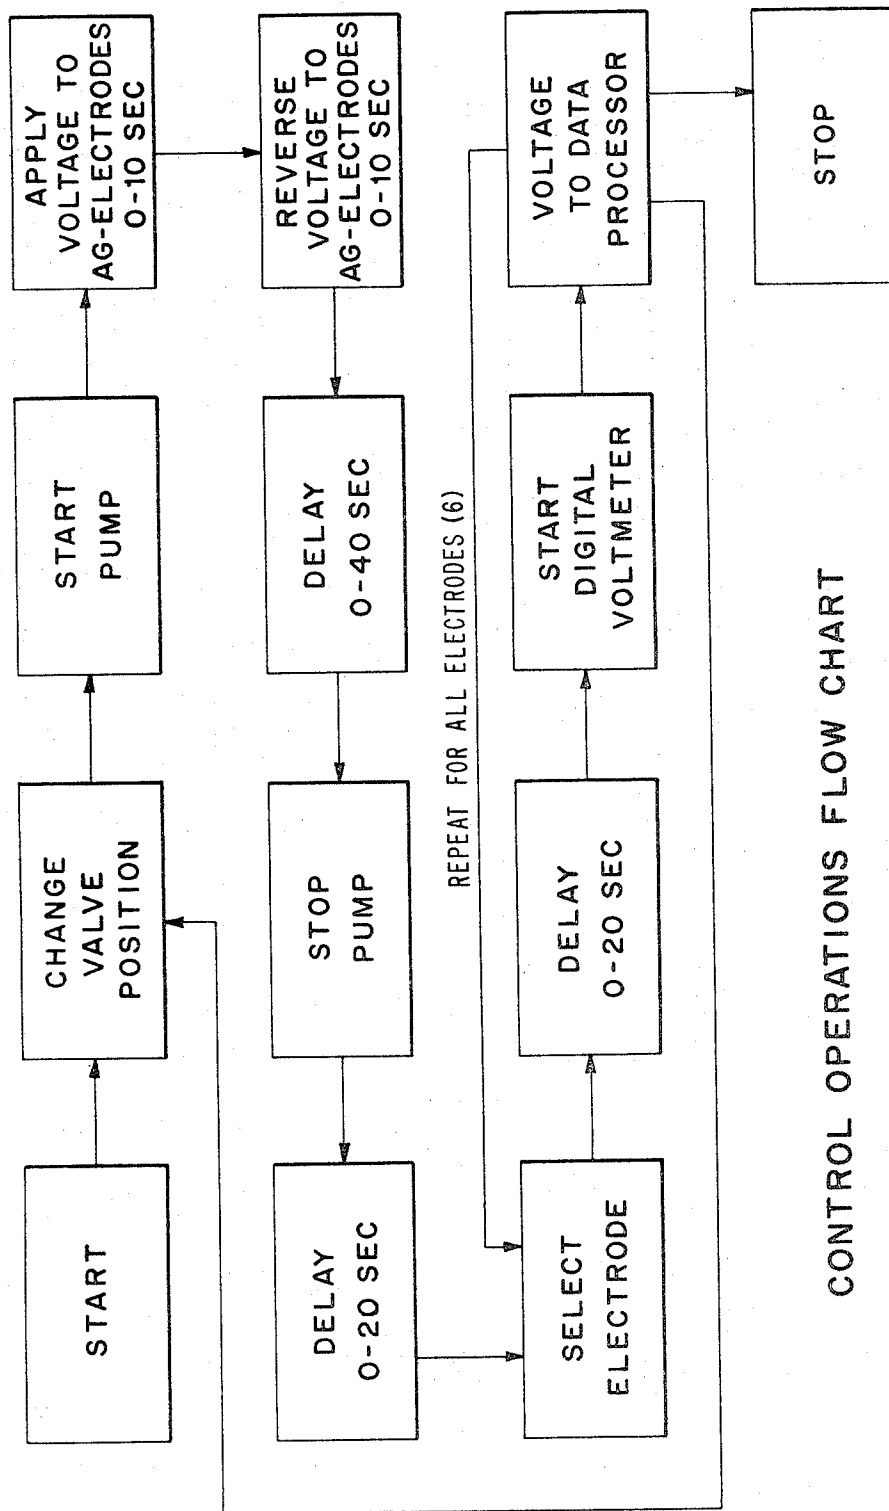 START
CHANGE
VALVE
POSITION
START
PUMP
APPLY
VOLTAGE TO
AG-ELECTRODES
0-10 SEC
REVERSE
VOLTAGE TO
AG-ELECTRODES
0-10 SEC
DELAY
0-40 SEC
STOP
PUMP
DELAY
0-20 SEC
REPEAT FOR ALL ELECTRODES (6)
SELECT
ELECTRODE
DELAY
0-20 SEC
START
DIGITAL
VOLTMETER
VOLTAGE
TO DATA
PROCESSOR
STOP
CONTROL OPERATIONS FLOW CHART